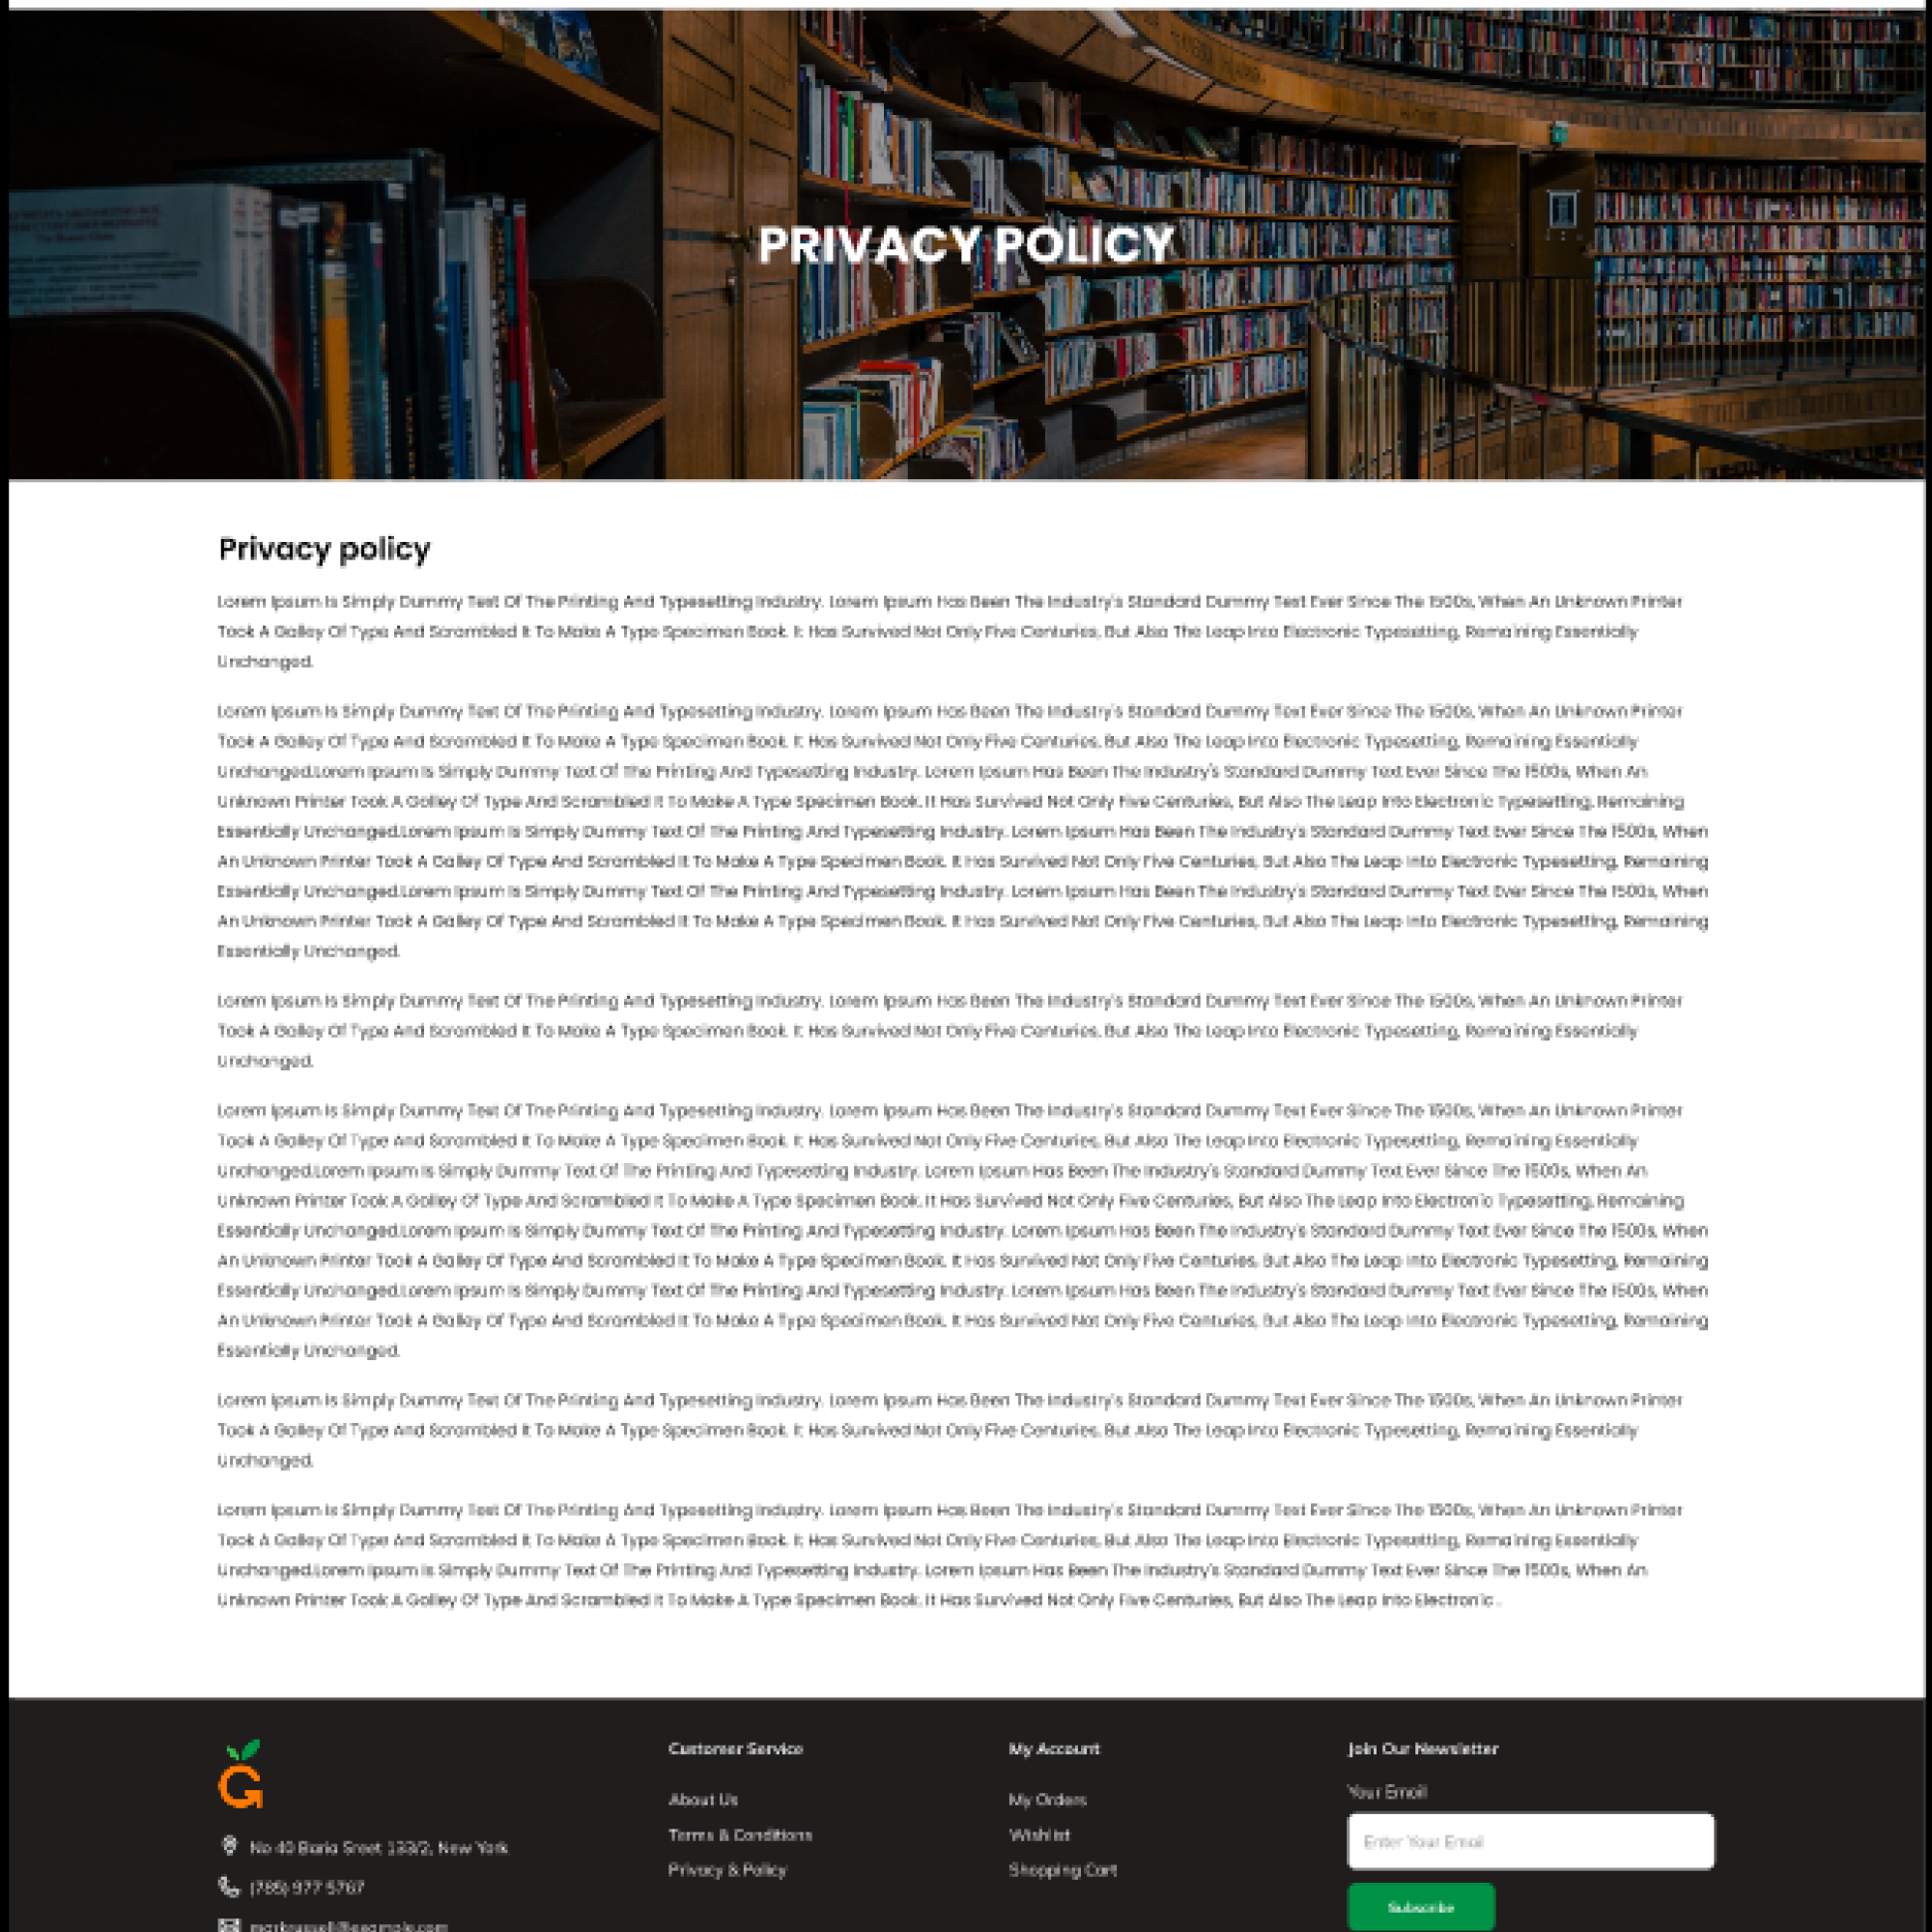 PRIVACY POLICY
Privacy policy
Lorem Ipsum Is Simply Dummy Text Of The Printing And Typesetting Industry. Lorem Ipsum Has Been The Industry's Standard Dummy Text Ever Since The 1500s, When An Unknown Printer
Took A Galley Of Type And Scrambled It To Make A Type Specimen Book. It Has Survived Not Only Five Centuries, But Also The Leap Into Electronic Typesetting, Remaining Essentially
Unchanged.
Lorem Ipsum Is Simply Dummy Text Of The Printing And Typesetting Industry. Lorem Ipsum Has Been The Industry's Standard Dummy Text Ever Since The 1500s, When An Unknown Printer
Took A Galley Of Type And Scrambled It To Make A Type Specimen Book. It Has Survived Not Only Five Centuries, But Also The Leap Into Electronic Typesetting, Remaining Essentially
Unchanged.Lorem Ipsum Is Simply Dummy Text Of The Printing And Typesetting Industry. Lorem Ipsum Has Been The Industry's Standard Dummy Text Ever Since The 1500s, When An
Unknown Printer Took A Galley Of Type And Scrambled It To Make A Type Specimen Book. It Has Survived Not Only Five Centuries, But Also The Leap Into Electronic Typesetting, Remaining
Essentially Unchanged.Lorem Ipsum Is Simply Dummy Text Of The Printing And Typesetting Industry. Lorem Ipsum Has Been The Industry's Standard Dummy Text Ever Since The 1500s, When
An Unknown Printer Took A Galley Of Type And Scrambled It To Make A Type Specimen Book. It Has Survived Not Only Five Centuries, But Also The Leap Into Electronic Typesetting, Remaining
Essentially Unchanged.Lorem Ipsum Is Simply Dummy Text Of The Printing And Typesetting Industry. Lorem Ipsum Has Been The Industry's Standard Dummy Text Ever Since The 1500s, When
An Unknown Printer Took A Galley Of Type And Scrambled It To Make A Type Specimen Book. It Has Survived Not Only Five Centuries, But Also The Leap Into Electronic Typesetting, Remaining
Essentially Unchanged.
Lorem Ipsum Is Simply Dummy Text Of The Printing And Typesetting Industry. Lorem Ipsum Has Been The Industry's Standard Dummy Text Ever Since The 1500s, When An Unknown Printer
Took A Galley Of Type And Scrambled It To Make A Type Specimen Book. It Has Survived Not Only Five Centuries, But Also The Leap Into Electronic Typesetting, Remaining Essentially
Unchanged.
Lorem Ipsum Is Simply Dummy Text Of The Printing And Typesetting Industry. Lorem Ipsum Has Been The Industry's Standard Dummy Text Ever Since The 1500s, When An Unknown Printer
Took A Galley Of Type And Scrambled It To Make A Type Specimen Book. It Has Survived Not Only Five Centuries, But Also The Leap Into Electronic Typesetting, Remaining Essentially
Unchanged.Lorem Ipsum Is Simply Dummy Text Of The Printing And Typesetting Industry. Lorem Ipsum Has Been The Industry's Standard Dummy Text Ever Since The 1500s, When An
Unknown Printer Took A Galley Of Type And Scrambled It To Make A Type Specimen Book. It Has Survived Not Only Five Centuries, But Also The Leap Into Electronic Typesetting, Remaining
Essentially Unchanged.Lorem Ipsum Is Simply Dummy Text Of The Printing And Typesetting Industry. Lorem Ipsum Has Been The Industry's Standard Dummy Text Ever Since The 1500s, When
An Unknown Printer Took A Galley Of Type And Scrambled It To Make A Type Specimen Book. It Has Survived Not Only Five Centuries, But Also The Leap Into Electronic Typesetting, Remaining
Essentially Unchanged.Lorem Ipsum Is Simply Dummy Text Of The Printing And Typesetting Industry. Lorem Ipsum Has Been The Industry's Standard Dummy Text Ever Since The 1500s, When
An Unknown Printer Took A Galley Of Type And Scrambled It To Make A Type Specimen Book. It Has Survived Not Only Five Centuries, But Also The Leap Into Electronic Typesetting, Remaining
Essentially Unchanged.
Lorem Ipsum Is Simply Dummy Text Of The Printing And Typesetting Industry. Lorem Ipsum Has Been The Industry's Standard Dummy Text Ever Since The 1500s, When An Unknown Printer
Took A Galley Of Type And Scrambled It To Make A Type Specimen Book. It Has Survived Not Only Five Centuries, But Also The Leap Into Electronic Typesetting, Remaining Essentially
Unchanged.
Lorem Ipsum Is Simply Dummy Text Of The Printing And Typesetting Industry. Lorem Ipsum Has Been The Industry's Standard Dummy Text Ever Since The 1500s, When An Unknown Printer
Took A Galley Of Type And Scrambled It To Make A Type Specimen Book. It Has Survived Not Only Five Centuries, But Also The Leap Into Electronic Typesetting, Remaining Essentially
Unchanged.Lorem Ipsum Is Simply Dummy Text Of The Printing And Typesetting Industry. Lorem Ipsum Has Been The Industry's Standard Dummy Text Ever Since The 1500s, When An
Unknown Printer Took A Galley Of Type And Scrambled It To Make A Type Specimen Book. It Has Survived Not Only Five Centuries, But Also The Leap Into Electronic .
G
No 40 Baria Sreet 133/2, New York
(785) 977 5767
Customer Service
About Us
Terms & Conditions
Privacy & Policy
My Account
My Orders
Wishlist
Shopping Cart
Join Our Newsletter
Your Email
Enter Your Email
Subscribe